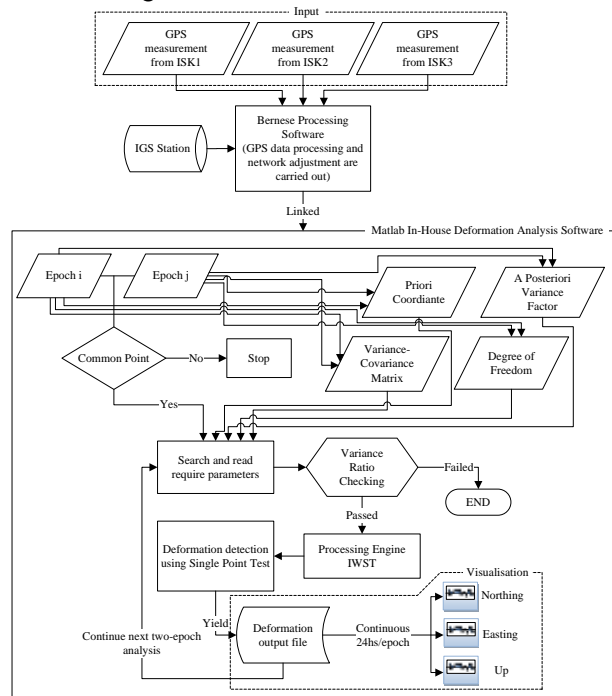 Input
GPS
measurement
from ISK1
GPS
measurement
from ISK2
GPS
measurement
from ISK3
IGS Station
Bernese Processing
Software
(GPS data processing and
network adjustment are
carried out)
Linked
Matlab In-House Deformation Analysis Software
Epoch i
Epoch j
Priori
Coordiante
A Posteriori
Variance
Factor
Common Point
No
Stop
Variance-
Covariance
Matrix
Degree of
Freedom
Yes
Search and read
require parameters
Variance
Ratio
Checking
Failed
END
Passed
Deformation detection
using Single Point Test
Processing Engine
IWST
Visualisation
Yield
Continue next two-epoch
analysis
Deformation
output file
Continuous
24hs/epoch
Northing
Easting
Up